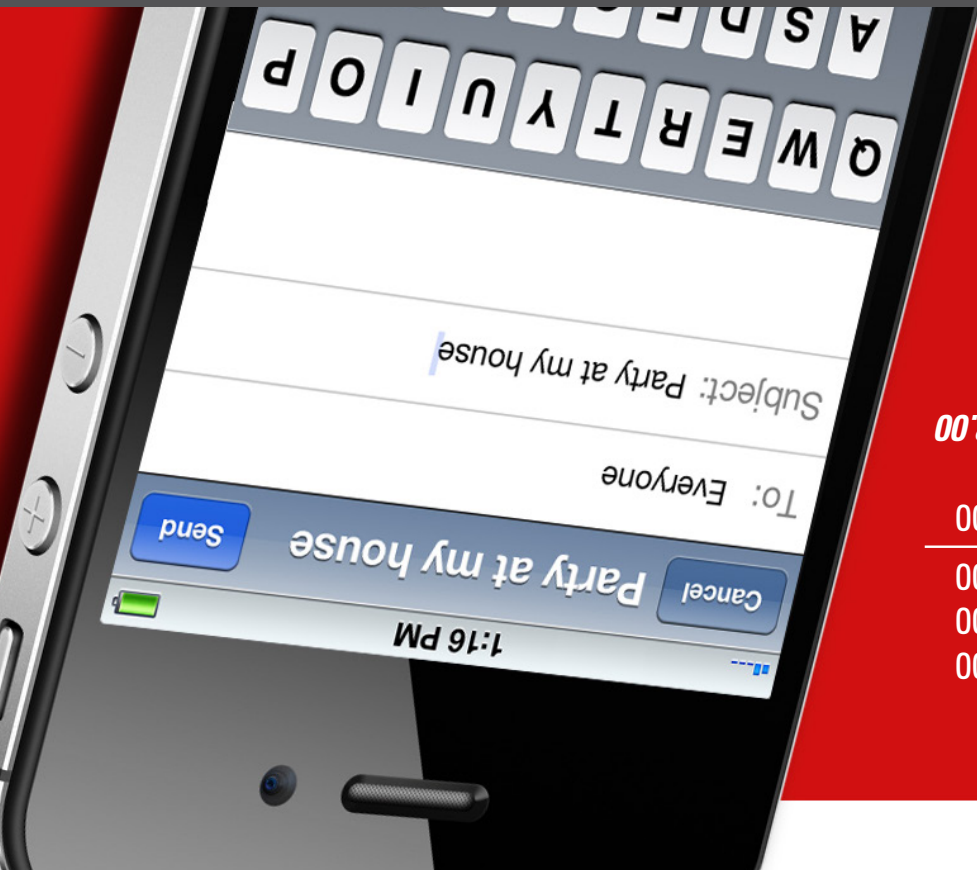 1:16 PM
Cancel Party at my house Send
To: Everyone
Subject: Party at my house
Q W E R T Y U I O P
A S D